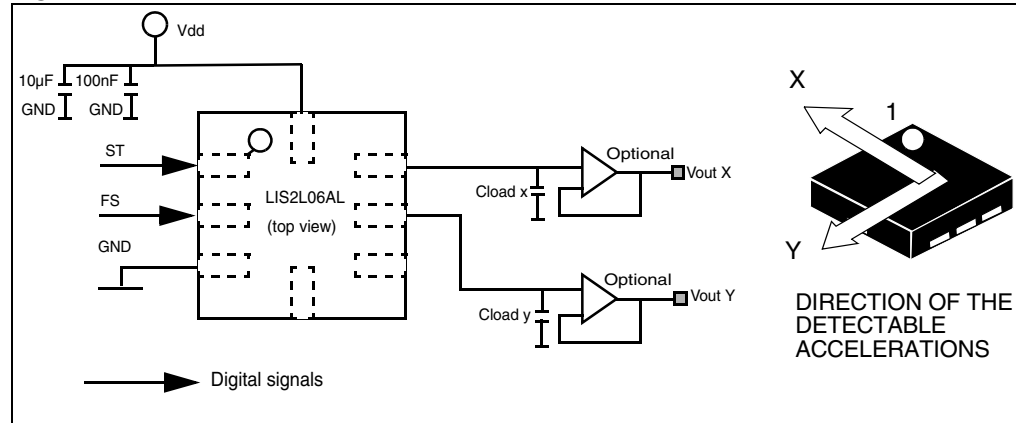 Vdd
10µF 100nF
GND GND
ST
FS
GND
LIS2L06AL
(top view)
Optional
Cload x
Vout X
Optional
Cload y
Vout Y
Digital signals
X
1
Y
DIRECTION OF THE
DETECTABLE
ACCELERATIONS